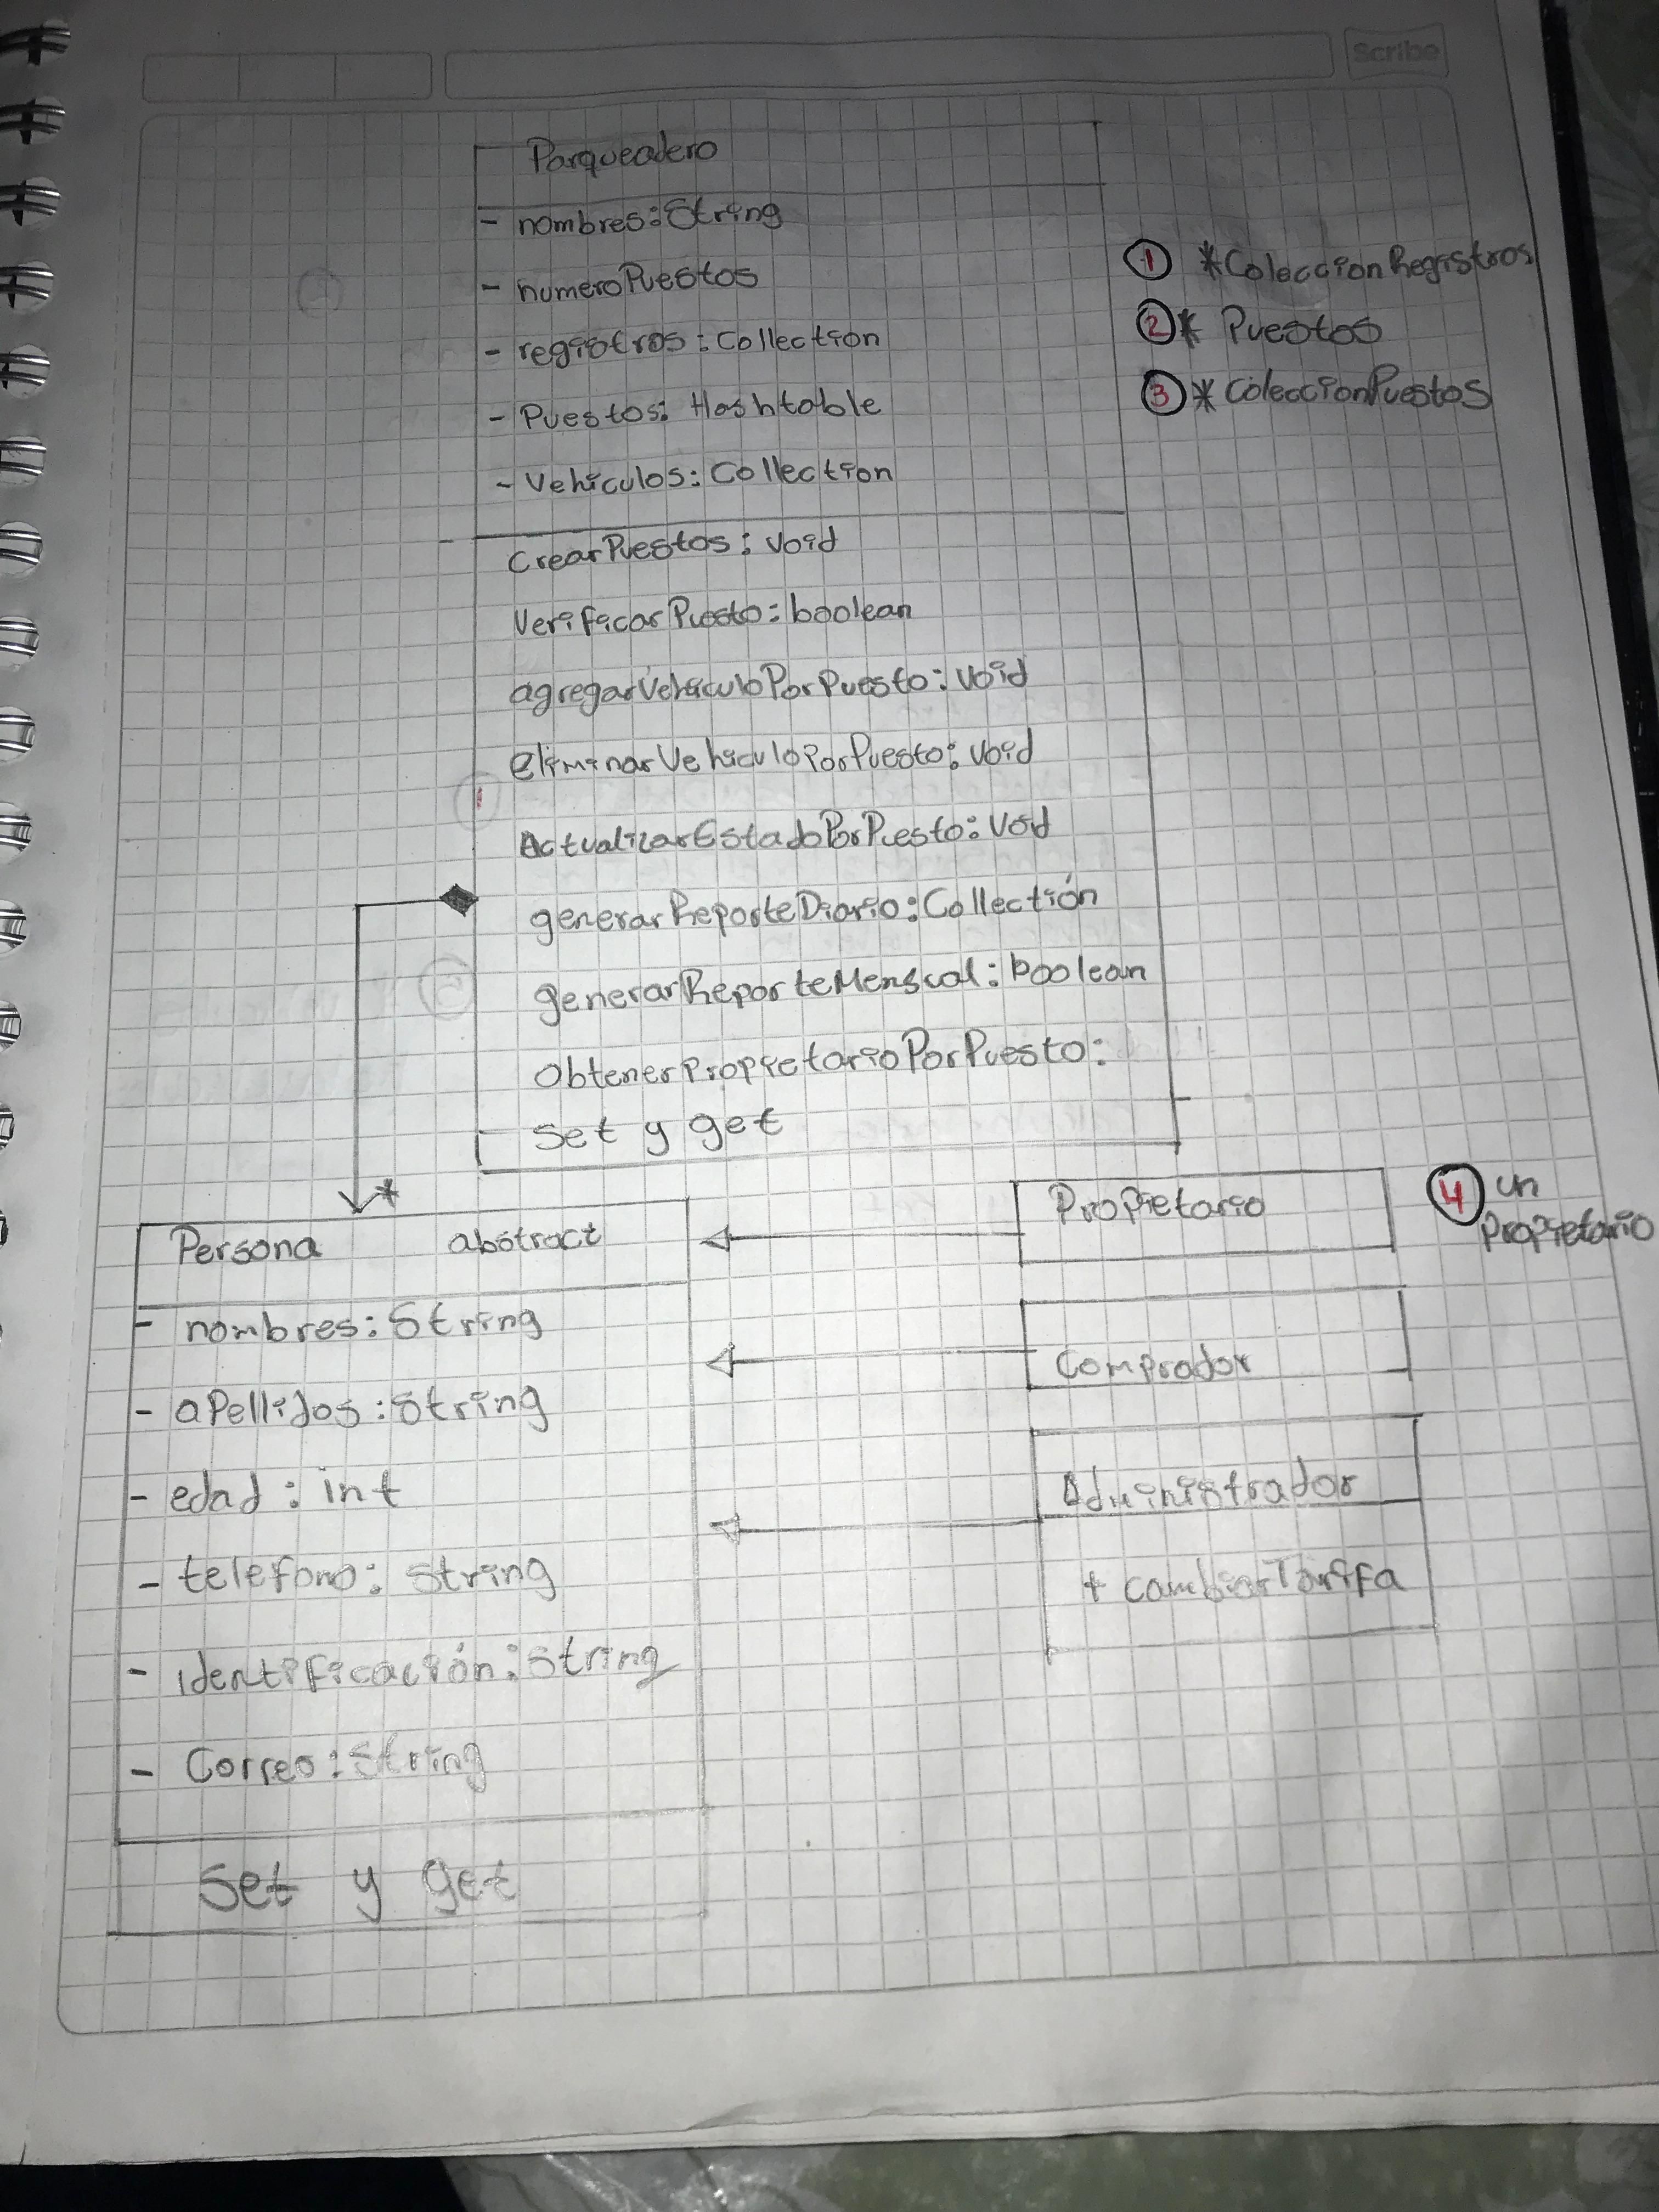 Scribe
Parqueadero
- nombres: String
- numeroPuestos
- registros: Collection
- Puestos: Hashtable
- Vehiculos: Collection
① *ColeccionRegistros
② * Puestos
③ * ColeccionPuestos
CrearPuestos: Void
VerificarPuesto: boolean
agregarVehiculoPorPuesto: Void
eliminarVehiculoPorPuesto: Void
ActualizarEstadoPorPuesto: Void
generarReporteDiario: Collectión
generarReporteMensual: boolean
ObtenerPropietarioPorPuesto:
Set y get
*
Persona abstract
- nombres: String
- apellidos: String
- edad: int
- telefono: String
- identificación: String
- Correo: String
Set y get
Propietario
④ un
Propietario
Comprador
Administrador
+ cambiarTarifa